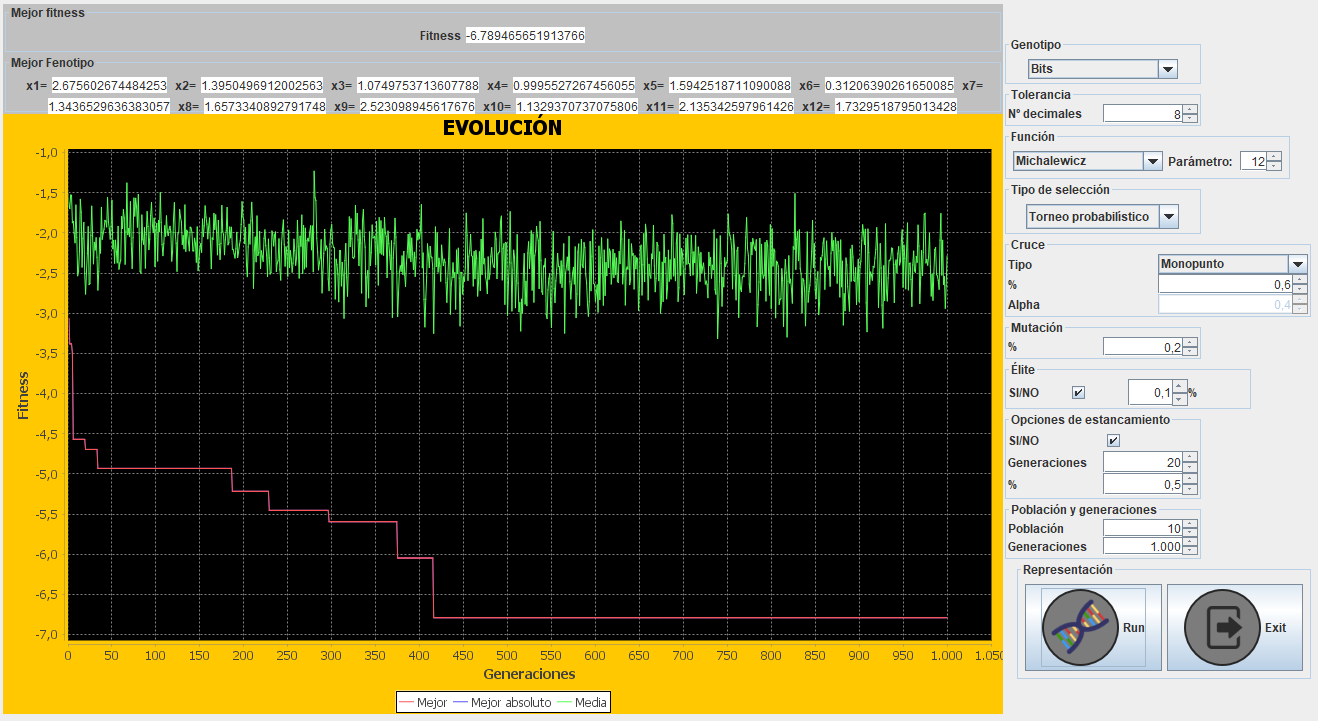 Mejor fitness
Fitness -6.789465651913766
Mejor Fenotipo
x1= 2.675602674484253 x2= 1.3950496912002563 x3= 1.0749753713607788 x4= 0.9995527267456055 x5= 1.5942518711090088 x6= 0.31206390261650085 x7=
1.3436529636383057 x8= 1.6573340892791748 x9= 2.523098945617676 x10= 1.1329370737075806 x11= 2.135342597961426 x12= 1.7329518795013428
EVOLUCIÓN
-1,0
-1,5
-2,0
-2,5
-3,0
-3,5
-4,0
-4,5
-5,0
-5,5
-6,0
-6,5
-7,0
Fitness
0 50 100 150 200 250 300 350 400 450 500 550 600 650 700 750 800 850 900 950 1.000 1.050
Generaciones
Mejor Mejor absoluto Media
Genotipo
Bits
Tolerancia
Nº decimales 8
Función
Michalewicz Parámetro: 12
Tipo de selección
Torneo probabilístico
Cruce
Tipo Monopunto
% 0,6
Alpha 0,4
Mutación
% 0,2
Élite
SI/NO 0,1 %
Opciones de estancamiento
SI/NO
Generaciones 20
% 0,5
Población y generaciones
Población 10
Generaciones 1.000
Representación
Run Exit